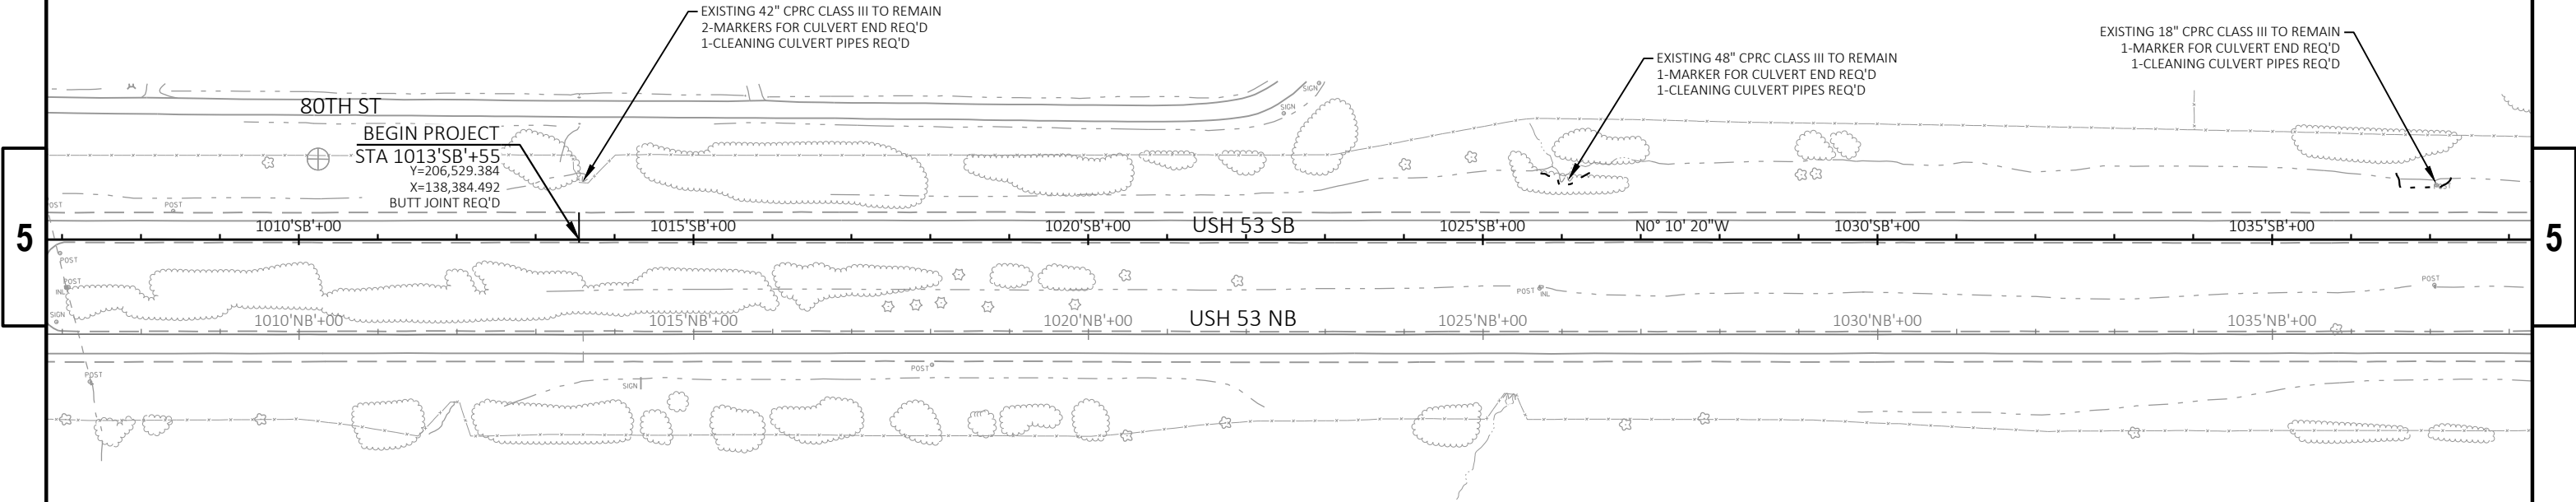 EXISTING 42" CPRC CLASS III TO REMAIN
2-MARKERS FOR CULVERT END REQ'D
1-CLEANING CULVERT PIPES REQ'D
EXISTING 48" CPRC CLASS III TO REMAIN
1-MARKER FOR CULVERT END REQ'D
1-CLEANING CULVERT PIPES REQ'D
EXISTING 18" CPRC CLASS III TO REMAIN
1-MARKER FOR CULVERT END REQ'D
1-CLEANING CULVERT PIPES REQ'D
SIGN
SIGN
80TH ST
BEGIN PROJECT
STA 1013'SB'+55
Y=206,529.384
X=138,384.492
BUTT JOINT REQ'D
POST
POST
1010'SB'+00
1015'SB'+00
1020'SB'+00
USH 53 SB
1025'SB'+00
N0° 10' 20"W
1030'SB'+00
1035'SB'+00
5
5
POST
POST
INL
POST
INL
POST
SIGN
1010'NB'+00
1015'NB'+00
1020'NB'+00
USH 53 NB
1025'NB'+00
1030'NB'+00
1035'NB'+00
POST
SIGN
POST